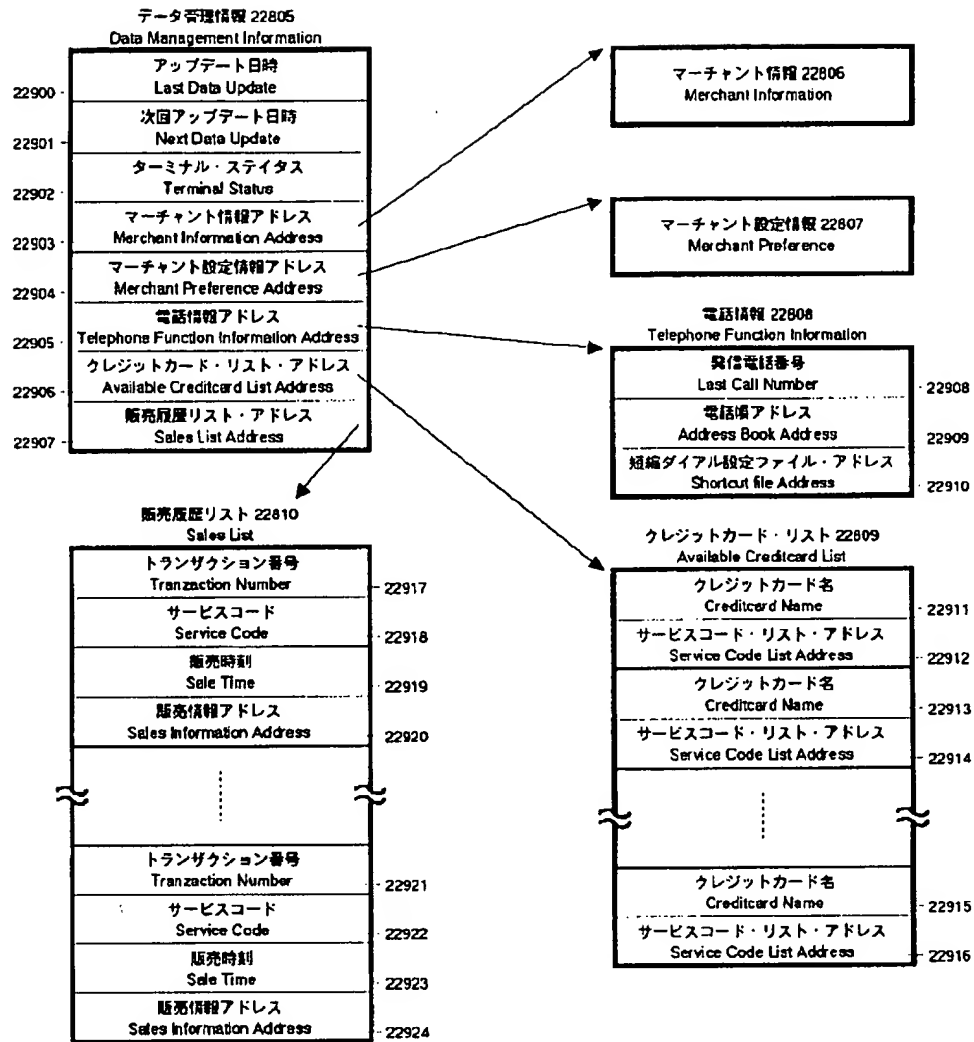 データ管理情報 22805
Data Management Information
アップデート日時
Last Data Update
22900
次回アップデート日時
Next Data Update
22901
ターミナル・ステイタス
Terminal Status
22902
マーチャント情報アドレス
Merchant Information Address
22903
マーチャント設定情報アドレス
Merchant Preference Address
22904
電話情報アドレス
Telephone Function Information Address
22905
クレジットカード・リスト・アドレス
Available Creditcard List Address
22906
販売履歴リスト・アドレス
Sales List Address
22907
マーチャント情報 22806
Merchant Information
マーチャント設定情報 22807
Merchant Preference
電話情報 22808
Telephone Function Information
発信電話番号
Last Call Number
22908
電話帳アドレス
Address Book Address
22909
短縮ダイアル設定ファイル・アドレス
Shortcut file Address
22910
販売履歴リスト 22810
Sales List
トランザクション番号
Tranzaction Number
22917
サービスコード
Service Code
22918
販売時刻
Sale Time
22919
販売情報アドレス
Sales Information Address
22920
トランザクション番号
Tranzaction Number
22921
サービスコード
Service Code
22922
販売時刻
Sale Time
22923
販売情報アドレス
Sales Information Address
22924
クレジットカード・リスト 22809
Available Creditcard List
クレジットカード名
Creditcard Name
22911
サービスコード・リスト・アドレス
Service Code List Address
22912
クレジットカード名
Creditcard Name
22913
サービスコード・リスト・アドレス
Service Code List Address
22914
クレジットカード名
Creditcard Name
22915
サービスコード・リスト・アドレス
Service Code List Address
22916